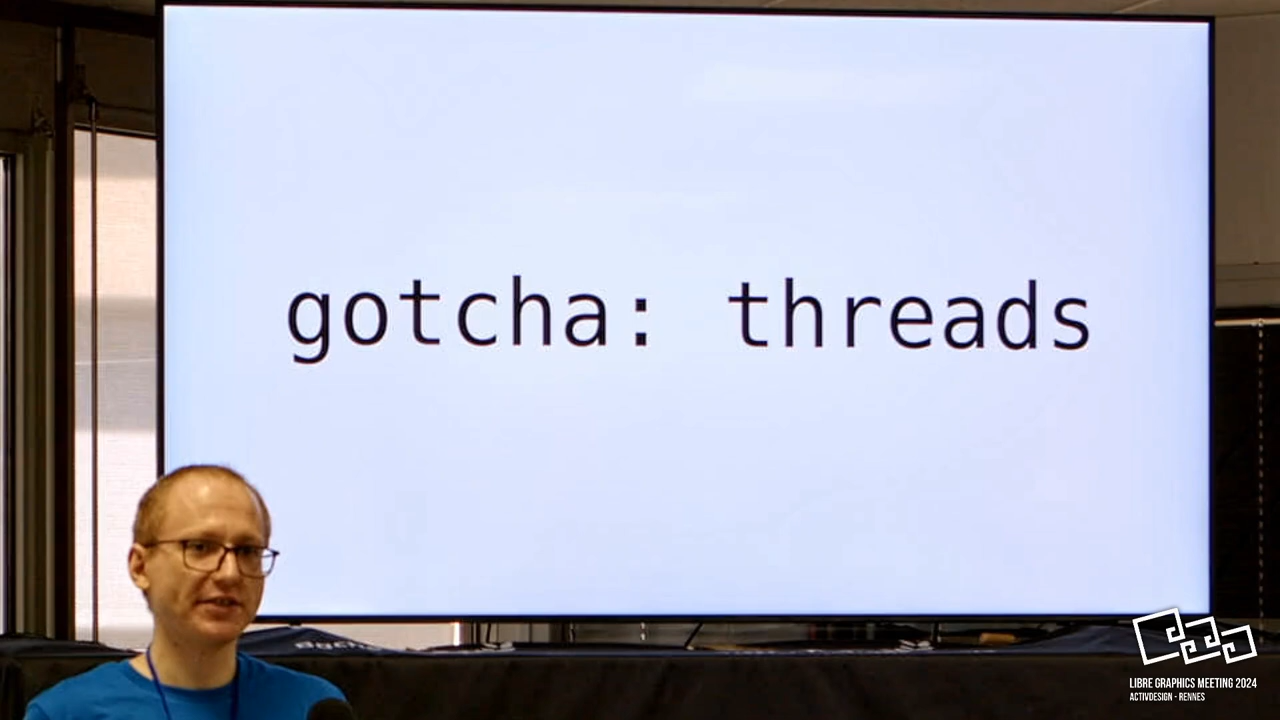 gotcha: threads
LIBRE GRAPHICS MEETING 2024
ACTIVDESIGN - RENNES